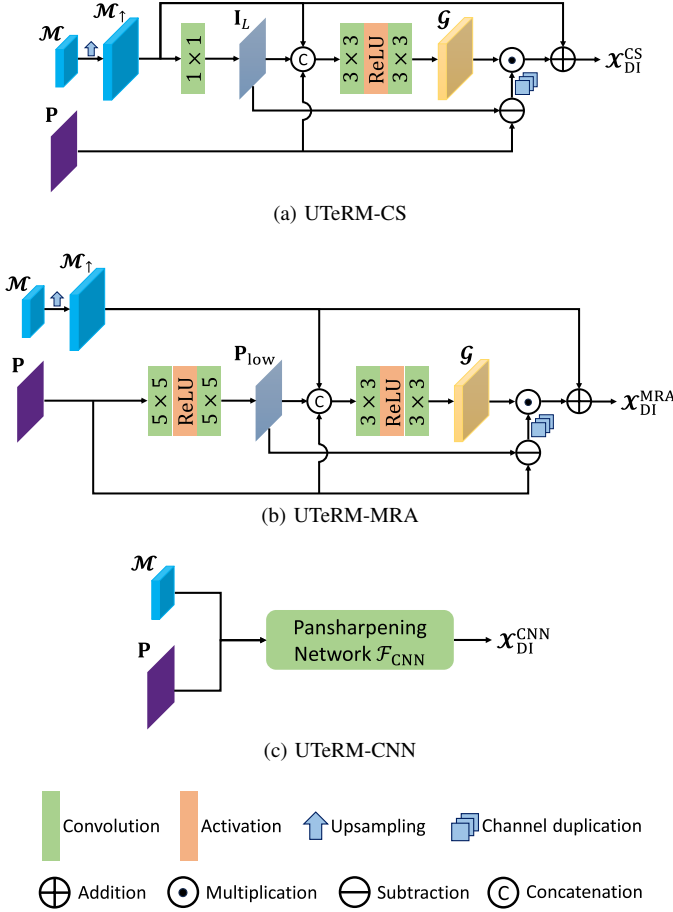 𝓜 𝓜↑ I_L 𝓖
1 × 1 C 3 × 3 ReLU 3 × 3 𝓧_DI^CS
P
(a) UTeRM-CS
𝓜 𝓜↑
P P_low 𝓖
5 × 5 ReLU 5 × 5 C 3 × 3 ReLU 3 × 3 𝓧_DI^MRA
(b) UTeRM-MRA
𝓜
P
Pansharpening
Network ℱ_CNN
𝓧_DI^CNN
(c) UTeRM-CNN
Convolution Activation Upsampling Channel duplication
Addition Multiplication Subtraction C Concatenation